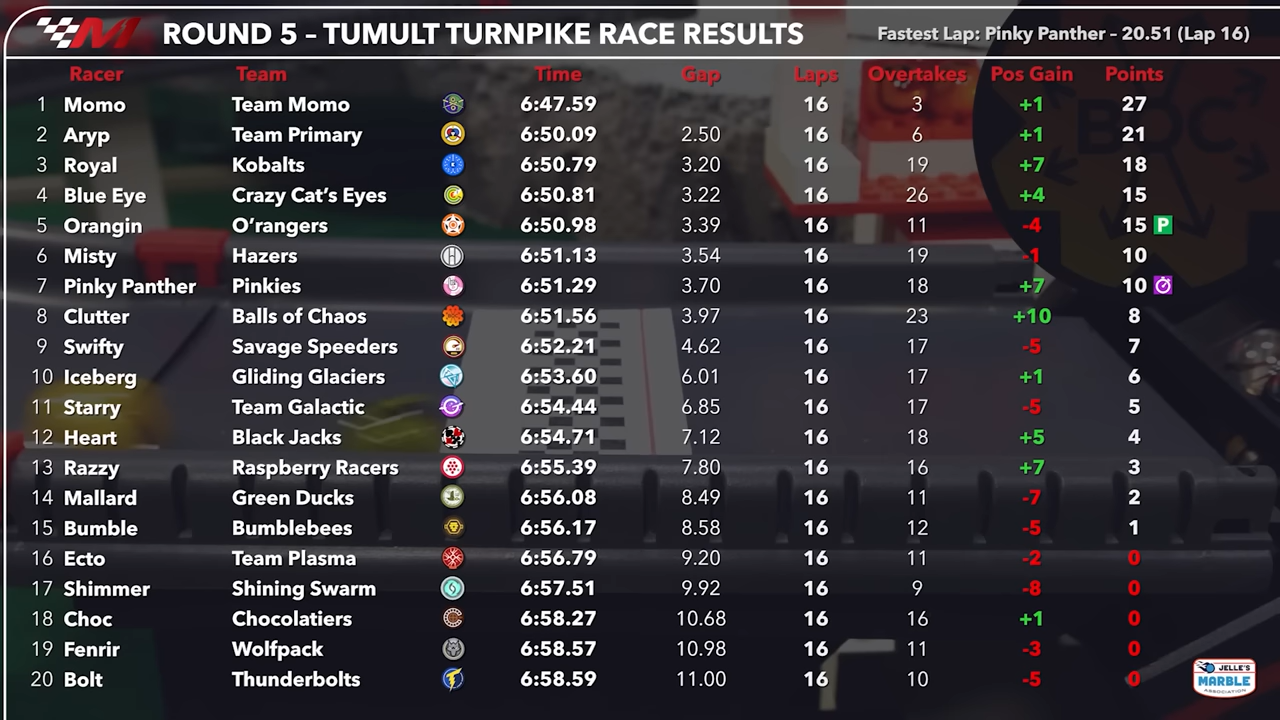 M1 ROUND 5 – TUMULT TURNPIKE RACE RESULTS Fastest Lap: Pinky Panther – 20.51 (Lap 16)
Racer Team Time Gap Laps Overtakes Pos Gain Points
1 Momo Team Momo 6:47.59 16 3 +1 27
2 Aryp Team Primary 6:50.09 2.50 16 6 +1 21
3 Royal Kobalts 6:50.79 3.20 16 19 +7 18
4 Blue Eye Crazy Cat's Eyes 6:50.81 3.22 16 26 +4 15
5 Orangin O'rangers 6:50.98 3.39 16 11 -4 15 P
6 Misty Hazers 6:51.13 3.54 16 19 -1 10
7 Pinky Panther Pinkies 6:51.29 3.70 16 18 +7 10
8 Clutter Balls of Chaos 6:51.56 3.97 16 23 +10 8
9 Swifty Savage Speeders 6:52.21 4.62 16 17 -5 7
10 Iceberg Gliding Glaciers 6:53.60 6.01 16 17 +1 6
11 Starry Team Galactic 6:54.44 6.85 16 17 -5 5
12 Heart Black Jacks 6:54.71 7.12 16 18 +5 4
13 Razzy Raspberry Racers 6:55.39 7.80 16 16 +7 3
14 Mallard Green Ducks 6:56.08 8.49 16 11 -7 2
15 Bumble Bumblebees 6:56.17 8.58 16 12 -5 1
16 Ecto Team Plasma 6:56.79 9.20 16 11 -2 0
17 Shimmer Shining Swarm 6:57.51 9.92 16 9 -8 0
18 Choc Chocolatiers 6:58.27 10.68 16 16 +1 0
19 Fenrir Wolfpack 6:58.57 10.98 16 11 -3 0
20 Bolt Thunderbolts 6:58.59 11.00 16 10 -5 0
JELLE'S
MARBLE
ASSOCIATION